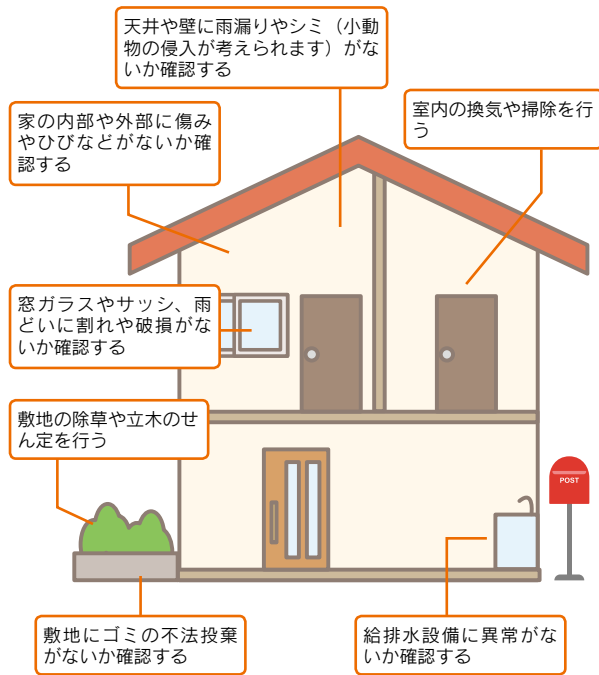 天井や壁に雨漏りやシミ（小動
物の侵入が考えられます）がな
いか確認する
家の内部や外部に傷み
やひびなどがないか確
認する
室内の換気や掃除を行
う
窓ガラスやサッシ、雨
どいに割れや破損がな
いか確認する
敷地の除草や立木のせ
ん定を行う
POST
敷地にゴミの不法投棄
がないか確認する
給排水設備に異常がな
いか確認する